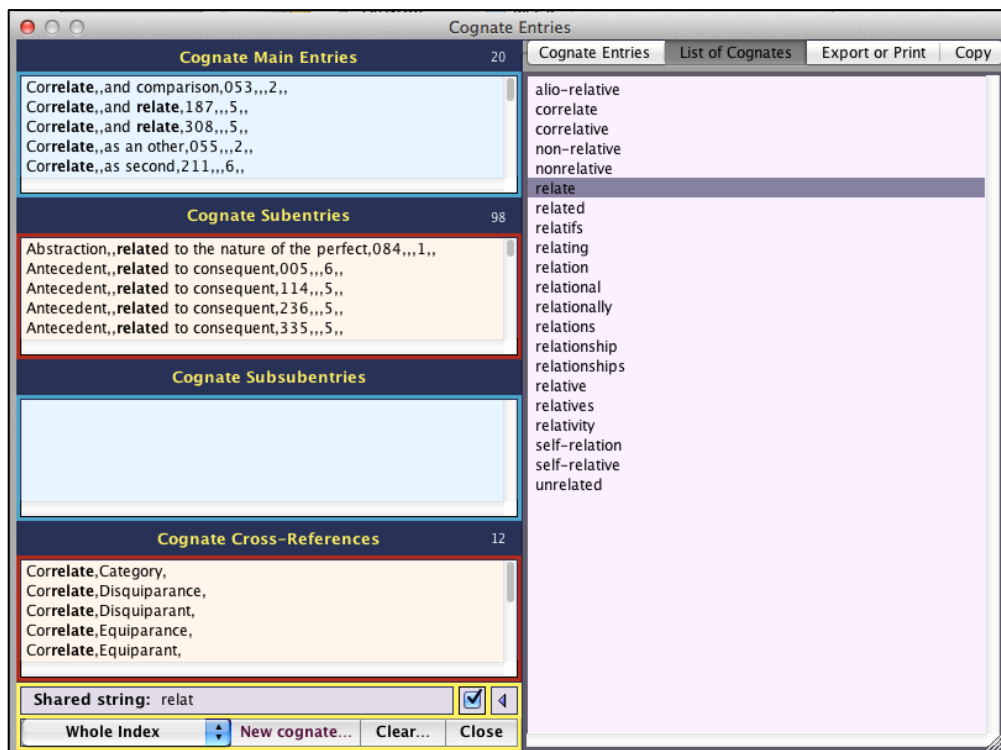 Cognate Entries
Cognate Main Entries 20
Correlate,,and comparison,053,,,2,,
Correlate,,and relate,187,,,5,,
Correlate,,and relate,308,,,5,,
Correlate,,as an other,055,,,2,,
Correlate,,as second,211,,,6,,
Cognate Subentries 98
Abstraction,,related to the nature of the perfect,084,,,1,,
Antecedent,,related to consequent,005,,,6,,
Antecedent,,related to consequent,114,,,5,,
Antecedent,,related to consequent,236,,,5,,
Antecedent,,related to consequent,335,,,5,,
Cognate Subsubentries
Cognate Cross-References 12
Correlate,Category,
Correlate,Disquiparance,
Correlate,Disquiparant,
Correlate,Equiparance,
Correlate,Equiparant,
Shared string: relat
Whole Index New cognate... Clear... Close
Cognate Entries List of Cognates Export or Print Copy
alio-relative
correlate
correlative
non-relative
nonrelative
relate
related
relatifs
relating
relation
relational
relationally
relations
relationship
relationships
relative
relatives
relativity
self-relation
self-relative
unrelated